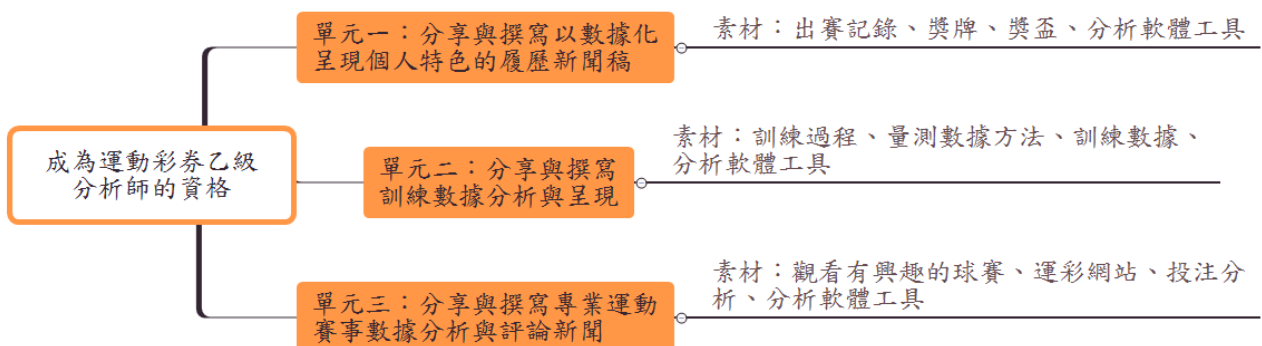 單元一：分享與撰寫以數據化
呈現個人特色的履歷新聞稿
素材：出賽記錄、獎牌、獎盃、分析軟體工具
成為運動彩券乙級
分析師的資格
單元二：分享與撰寫
訓練數據分析與呈現
素材：訓練過程、量測數據方法、訓練數據、
分析軟體工具
單元三：分享與撰寫專業運動
賽事數據分析與評論新聞
素材：觀看有興趣的球賽、運彩網站、投注分
析、分析軟體工具